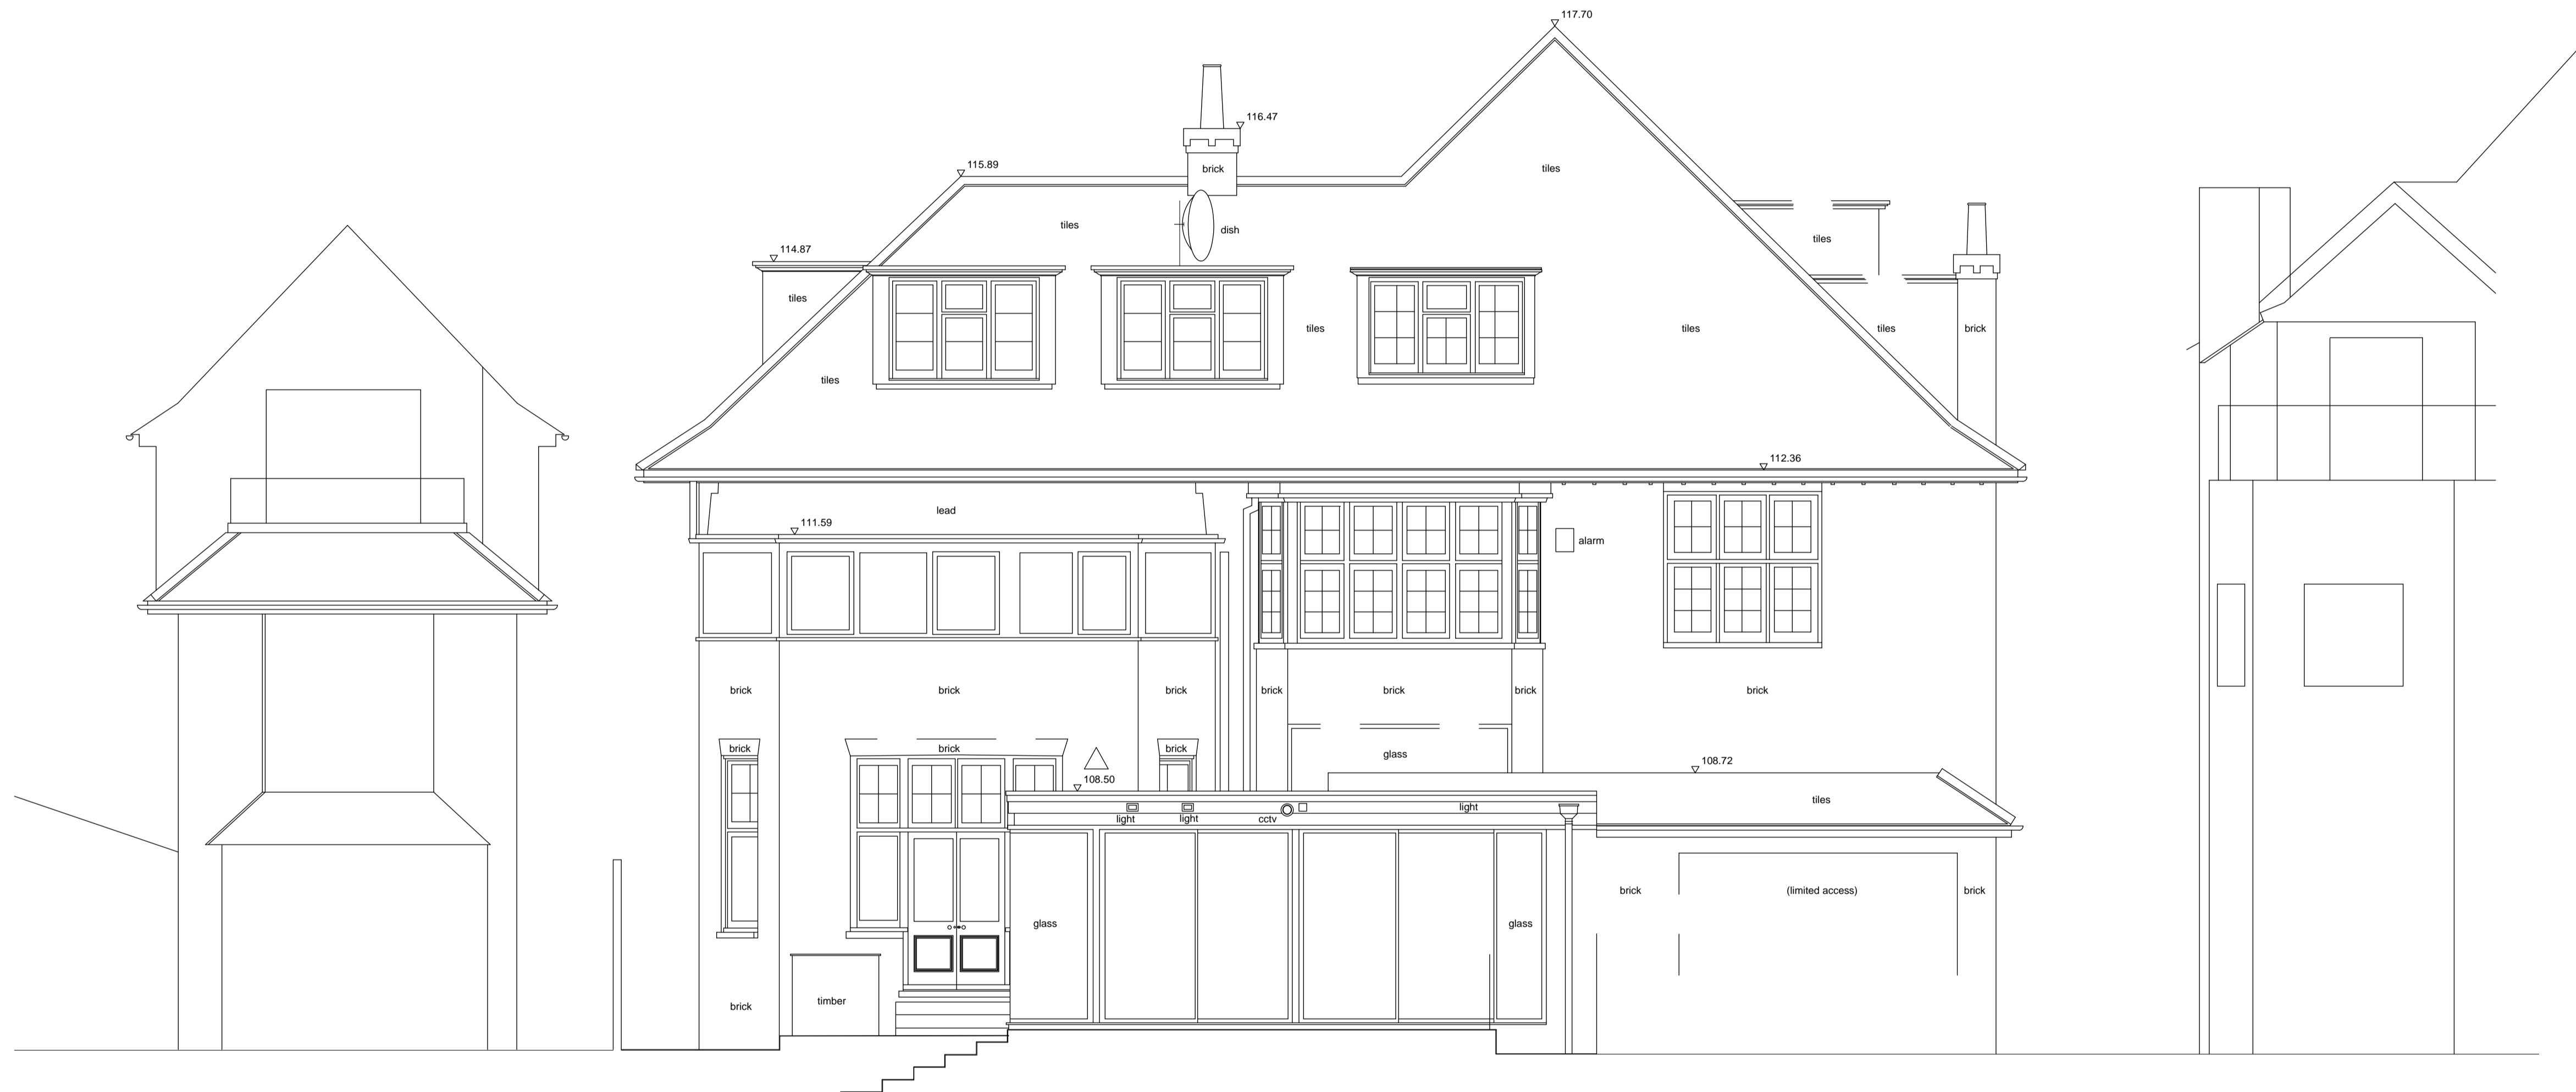 117.70
116.47
115.89
brick
tiles
tiles
dish
tiles
114.87
tiles
tiles
tiles
tiles
brick
tiles
112.36
lead
111.59
alarm
brick
brick
brick
brick
brick
brick
brick
brick
brick
brick
glass
108.72
108.50
tiles
light
light
light
cctv
brick
(limited access)
brick
glass
glass
timber
brick